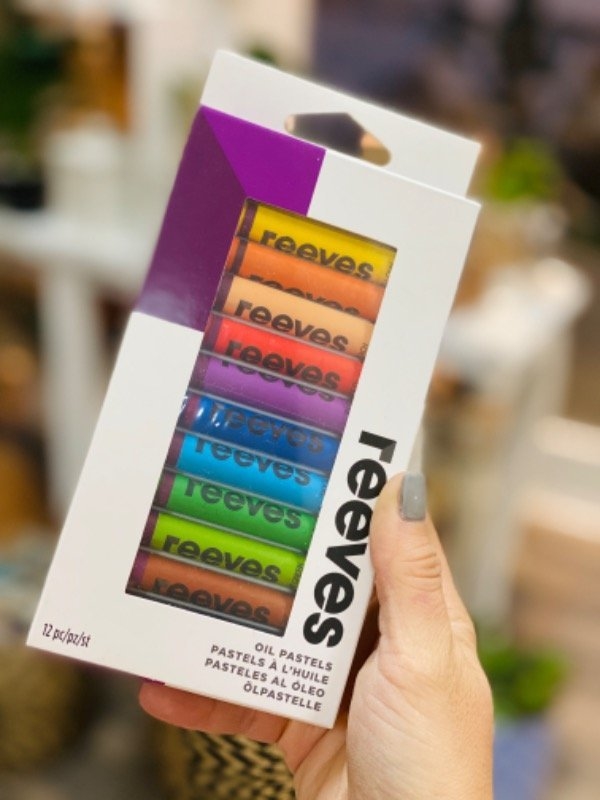 reeves
reeves
reeves
reeves
reeves
reeves
reeves
reeves
reeves
reeves
reeves
12 pc/pz/st
OIL PASTELS
PASTELS À L'HUILE
PASTELES AL ÓLEO
ÖLPASTELLE